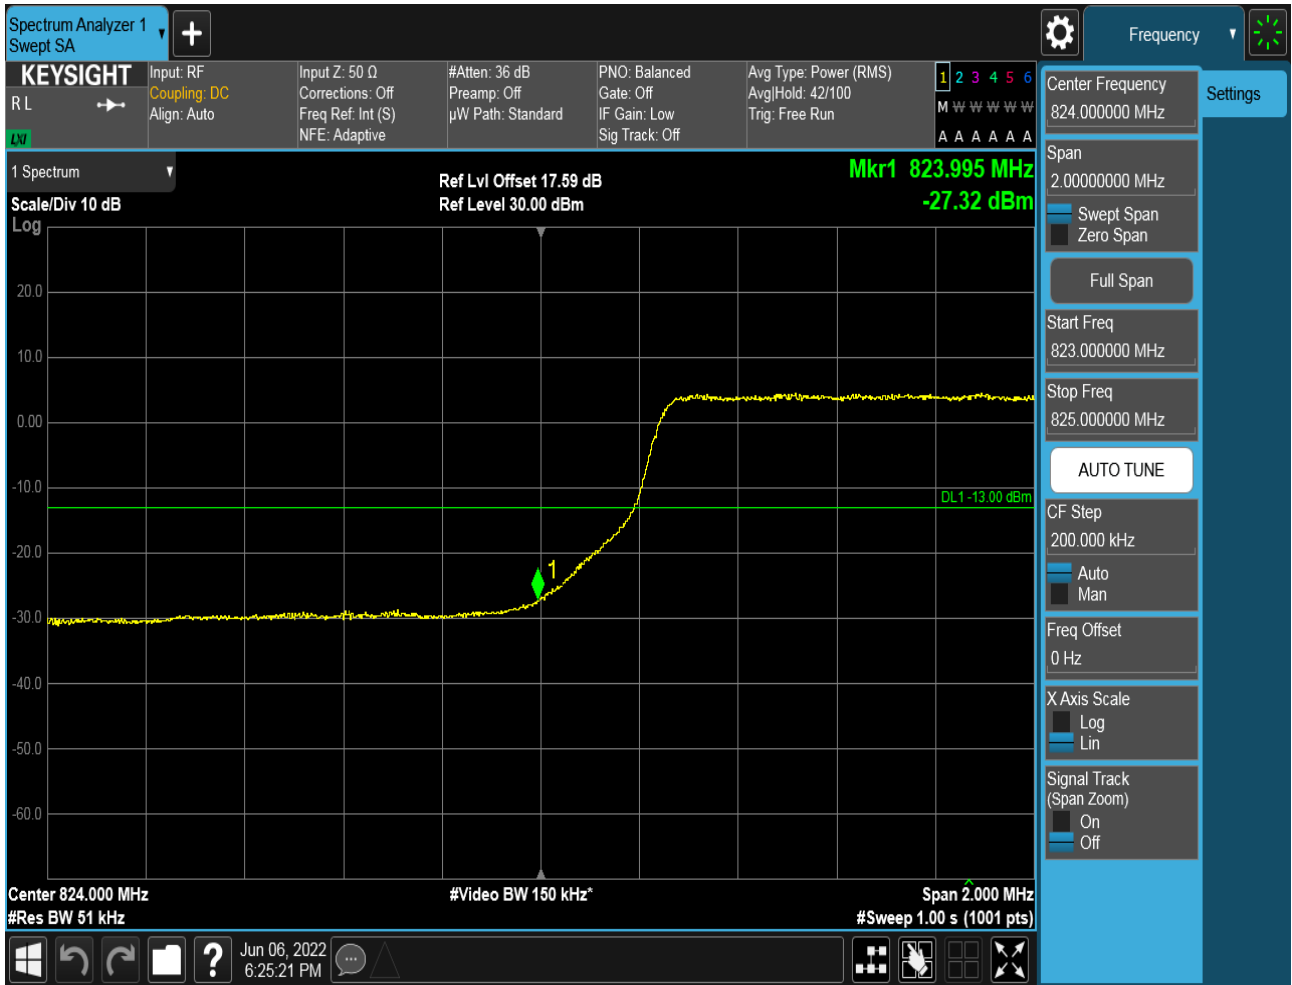 Spectrum Analyzer 1
Swept SA
Frequency
KEYSIGHT
R L
LXI
Input: RF
Coupling: DC
Align: Auto
Input Z: 50 Ω
Corrections: Off
Freq Ref: Int (S)
NFE: Adaptive
#Atten: 36 dB
Preamp: Off
µW Path: Standard
PNO: Balanced
Gate: Off
IF Gain: Low
Sig Track: Off
Avg Type: Power (RMS)
Avg|Hold: 42/100
Trig: Free Run
1 2 3 4 5 6
M W W W W W
A A A A A A
1 Spectrum
Scale/Div 10 dB
Log
Ref Lvl Offset 17.59 dB
Ref Level 30.00 dBm
Mkr1 823.995 MHz
-27.32 dBm
20.0
10.0
0.00
-10.0
DL1 -13.00 dBm
-20.0
1
-30.0
-40.0
-50.0
-60.0
Center 824.000 MHz
#Video BW 150 kHz*
Span 2.000 MHz
#Res BW 51 kHz
#Sweep 1.00 s (1001 pts)
?
Jun 06, 2022
6:25:21 PM
Center Frequency
824.000000 MHz
Settings
Span
2.00000000 MHz
Swept Span
Zero Span
Full Span
Start Freq
823.000000 MHz
Stop Freq
825.000000 MHz
AUTO TUNE
CF Step
200.000 kHz
Auto
Man
Freq Offset
0 Hz
X Axis Scale
Log
Lin
Signal Track
(Span Zoom)
On
Off